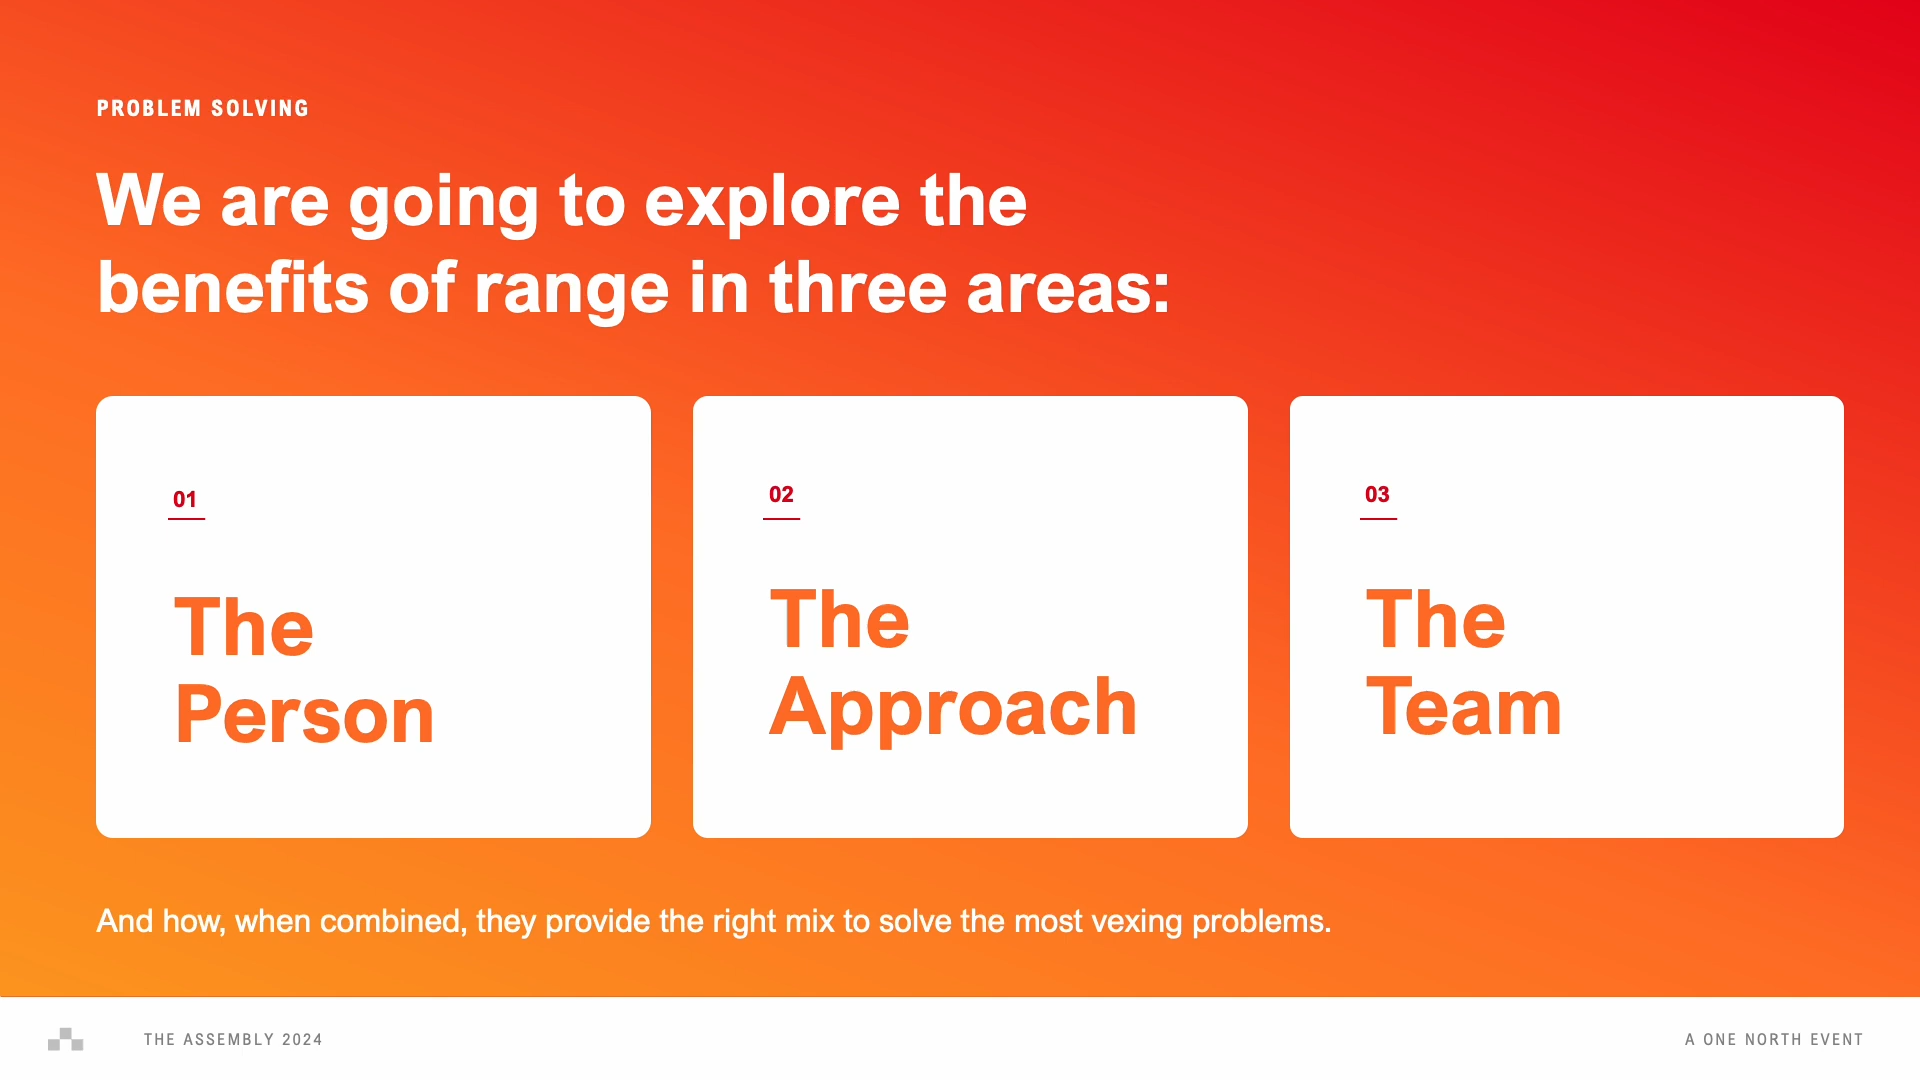 PROBLEM SOLVING
We are going to explore the
benefits of range in three areas:
01
The
Person
02
The
Approach
03
The
Team
And how, when combined, they provide the right mix to solve the most vexing problems.
THE ASSEMBLY 2024
A ONE NORTH EVENT